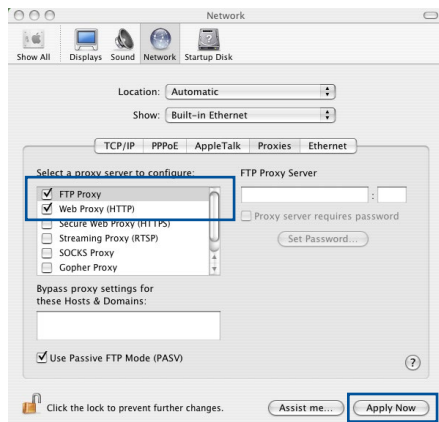 Network
Show All Displays Sound Network Startup Disk
Location: Automatic
Show: Built-in Ethernet
TCP/IP PPPoE AppleTalk Proxies Ethernet
Select a proxy server to configure: FTP Proxy Server
FTP Proxy
:
Web Proxy (HTTP)
Proxy server requires password
Secure Web Proxy (HTTPS)
Streaming Proxy (RTSP) Set Password...
SOCKS Proxy
Gopher Proxy
Bypass proxy settings for
these Hosts & Domains:
Use Passive FTP Mode (PASV) ?
Click the lock to prevent further changes. Assist me... Apply Now